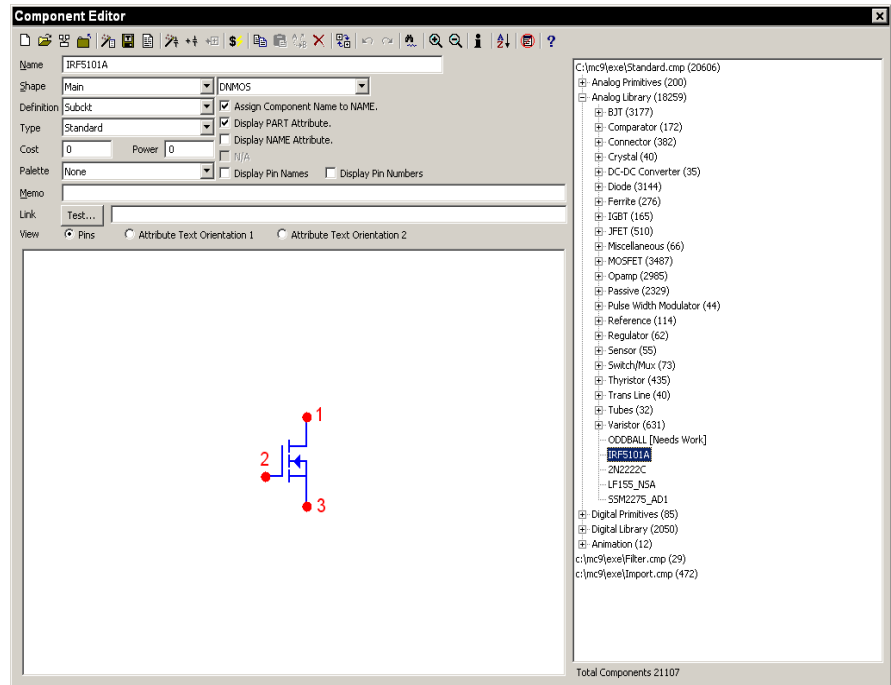 Component Editor
Name IRF5101A
Shape Main DNMOS
Definition Subckt Assign Component Name to NAME.
Type Standard Display PART Attribute.
Display NAME Attribute.
Cost 0 Power 0
N/A
Palette None Display Pin Names Display Pin Numbers
Memo
Link Test...
View Pins Attribute Text Orientation 1 Attribute Text Orientation 2
1
2
3
C:\mc9\exe\Standard.cmp (20606)
Analog Primitives (200)
Analog Library (18259)
BJT (3177)
Comparator (172)
Connector (382)
Crystal (40)
DC-DC Converter (35)
Diode (3144)
Ferrite (276)
IGBT (165)
JFET (510)
Miscellaneous (66)
MOSFET (3487)
Opamp (2985)
Passive (2329)
Pulse Width Modulator (44)
Reference (114)
Regulator (62)
Sensor (55)
Switch/Mux (73)
Thyristor (435)
Trans Line (40)
Tubes (32)
Varistor (631)
ODDBALL [Needs Work]
IRF5101A
2N2222C
LF155_NSA
SSM2275_AD1
Digital Primitives (85)
Digital Library (2050)
Animation (12)
c:\mc9\exe\Filter.cmp (29)
c:\mc9\exe\Import.cmp (472)
Total Components 21107